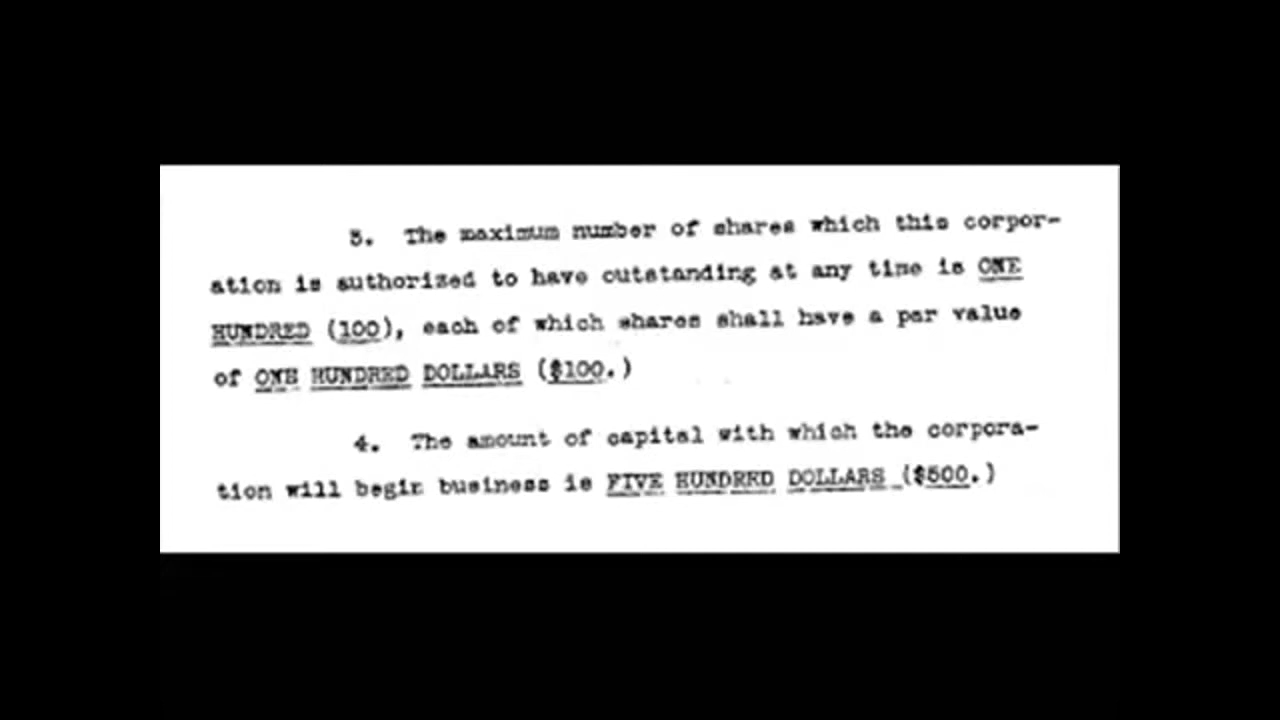 3. The maximum number of shares which this corpor-
ation is authorized to have outstanding at any time is ONE
HUNDRED (100), each of which shares shall have a par value
of ONE HUNDRED DOLLARS ($100.)
4. The amount of capital with which the corpora-
tion will begin business is FIVE HUNDRED DOLLARS ($500.)